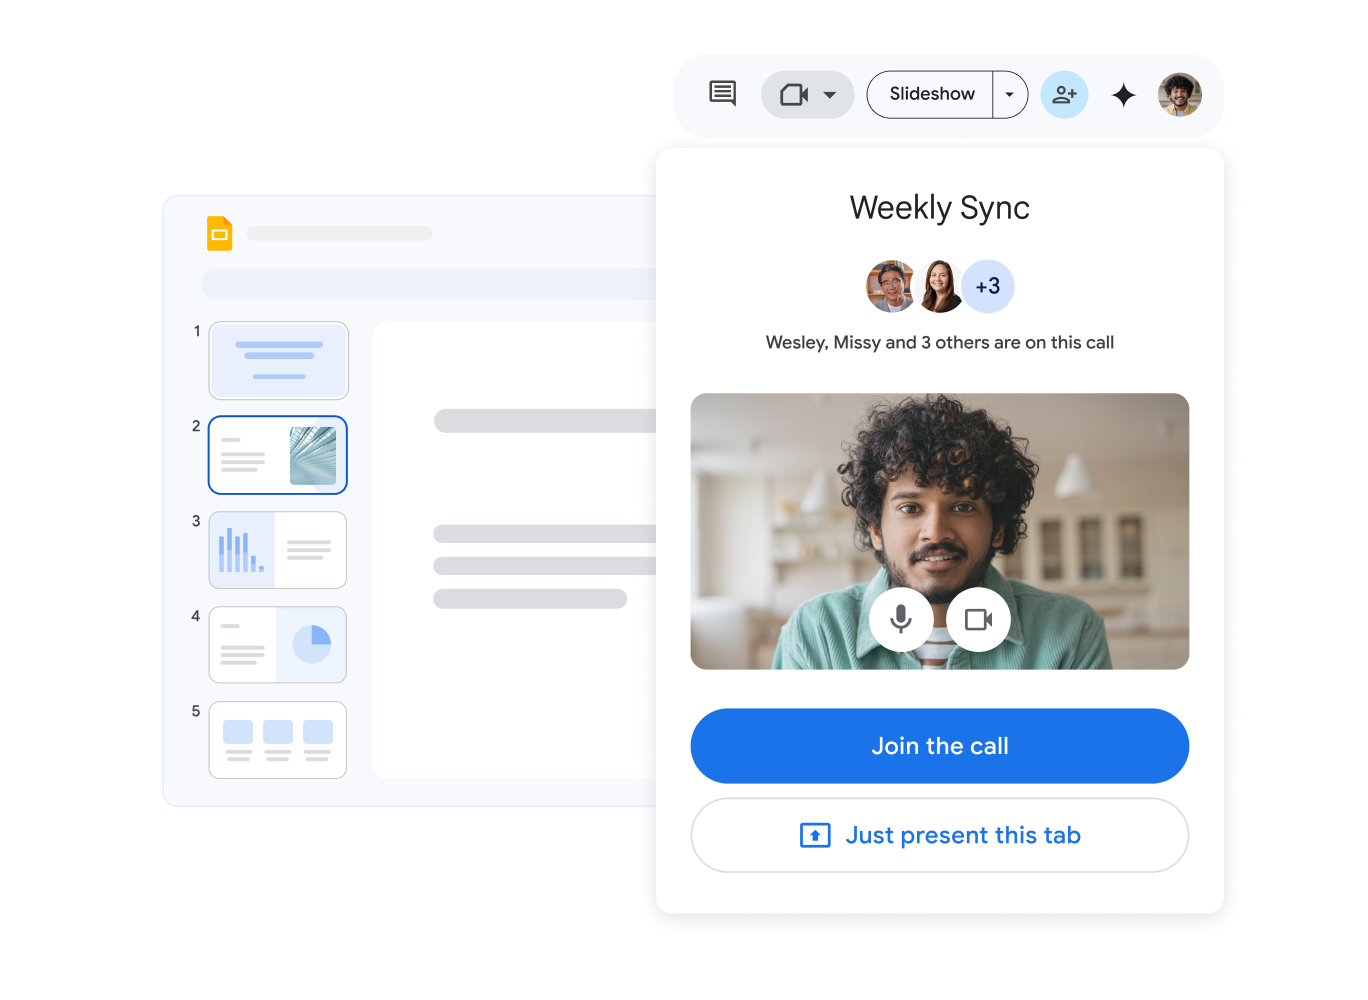 Slideshow
Weekly Sync
+3
Wesley, Missy and 3 others are on this call
1
2
3
4
5
Join the call
Just present this tab